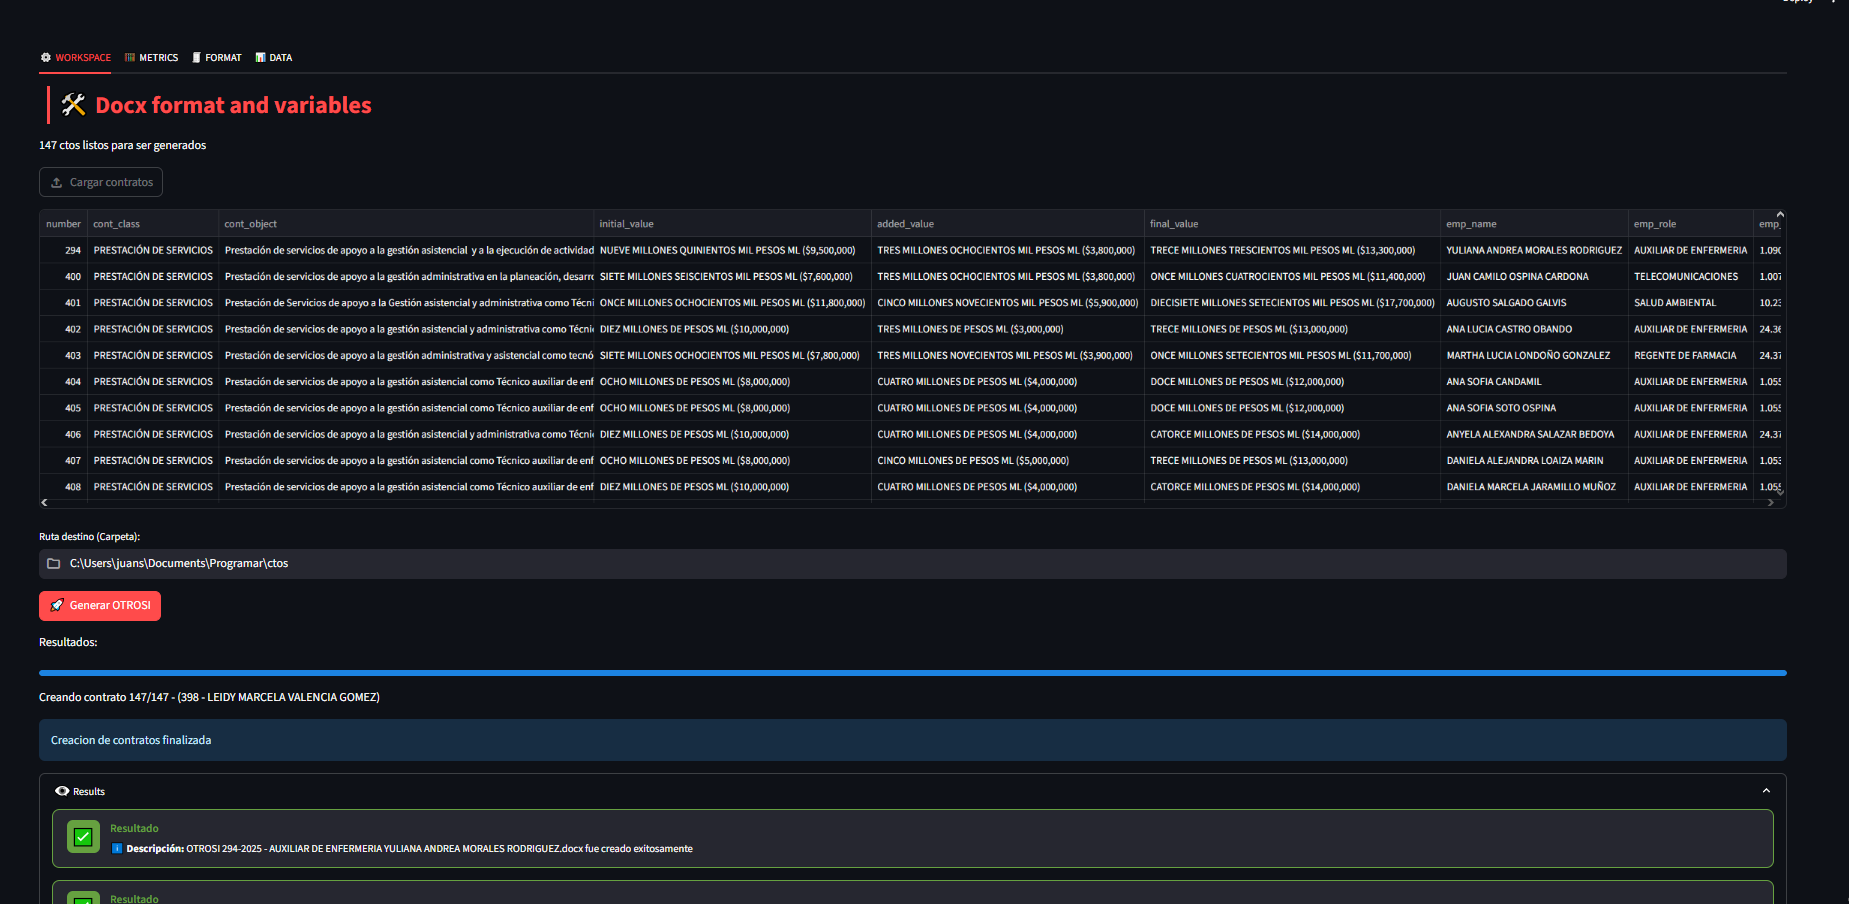 WORKSPACE METRICS FORMAT DATA
Docx format and variables
147 ctos listos para ser generados
Cargar contratos
number cont_class cont_object initial_value added_value final_value emp_name emp_role emp_
294 PRESTACIÓN DE SERVICIOS Prestación de servicios de apoyo a la gestión asistencial y a la ejecución de actividad NUEVE MILLONES QUINIENTOS MIL PESOS ML ($9,500,000) TRES MILLONES OCHOCIENTOS MIL PESOS ML ($3,800,000) TRECE MILLONES TRESCIENTOS MIL PESOS ML ($13,300,000) YULIANA ANDREA MORALES RODRIGUEZ AUXILIAR DE ENFERMERIA 1.090
400 PRESTACIÓN DE SERVICIOS Prestación de servicios de apoyo a la gestión administrativa en la planeación, desarr SIETE MILLONES SEISCIENTOS MIL PESOS ML ($7,600,000) TRES MILLONES OCHOCIENTOS MIL PESOS ML ($3,800,000) ONCE MILLONES CUATROCIENTOS MIL PESOS ML ($11,400,000) JUAN CAMILO OSPINA CARDONA TELECOMUNICACIONES 1.007
401 PRESTACIÓN DE SERVICIOS Prestación de Servicios de apoyo a la Gestión asistencial y administrativa como Técni ONCE MILLONES OCHOCIENTOS MIL PESOS ML ($11,800,000) CINCO MILLONES NOVECIENTOS MIL PESOS ML ($5,900,000) DIECISIETE MILLONES SETECIENTOS MIL PESOS ML ($17,700,000) AUGUSTO SALGADO GALVIS SALUD AMBIENTAL 10.23
402 PRESTACIÓN DE SERVICIOS Prestación de servicios de apoyo a la gestión asistencial y administrativa como Técni DIEZ MILLONES DE PESOS ML ($10,000,000) TRES MILLONES DE PESOS ML ($3,000,000) TRECE MILLONES DE PESOS ML ($13,000,000) ANA LUCIA CASTRO OBANDO AUXILIAR DE ENFERMERIA 24.36
403 PRESTACIÓN DE SERVICIOS Prestación de servicios de apoyo a la gestión administrativa y asistencial como tecnó SIETE MILLONES OCHOCIENTOS MIL PESOS ML ($7,800,000) TRES MILLONES NOVECIENTOS MIL PESOS ML ($3,900,000) ONCE MILLONES SETECIENTOS MIL PESOS ML ($11,700,000) MARTHA LUCIA LONDOÑO GONZALEZ REGENTE DE FARMACIA 24.37
404 PRESTACIÓN DE SERVICIOS Prestación de servicios de apoyo a la gestión asistencial como Técnico auxiliar de enf OCHO MILLONES DE PESOS ML ($8,000,000) CUATRO MILLONES DE PESOS ML ($4,000,000) DOCE MILLONES DE PESOS ML ($12,000,000) ANA SOFIA CANDAMIL AUXILIAR DE ENFERMERIA 1.055
405 PRESTACIÓN DE SERVICIOS Prestación de servicios de apoyo a la gestión asistencial como Técnico auxiliar de enf OCHO MILLONES DE PESOS ML ($8,000,000) CUATRO MILLONES DE PESOS ML ($4,000,000) DOCE MILLONES DE PESOS ML ($12,000,000) ANA SOFIA SOTO OSPINA AUXILIAR DE ENFERMERIA 1.055
406 PRESTACIÓN DE SERVICIOS Prestación de servicios de apoyo a la gestión asistencial y administrativa como Técni DIEZ MILLONES DE PESOS ML ($10,000,000) CUATRO MILLONES DE PESOS ML ($4,000,000) CATORCE MILLONES DE PESOS ML ($14,000,000) ANYELA ALEXANDRA SALAZAR BEDOYA AUXILIAR DE ENFERMERIA 24.37
407 PRESTACIÓN DE SERVICIOS Prestación de servicios de apoyo a la gestión asistencial como Técnico auxiliar de enf OCHO MILLONES DE PESOS ML ($8,000,000) CINCO MILLONES DE PESOS ML ($5,000,000) TRECE MILLONES DE PESOS ML ($13,000,000) DANIELA ALEJANDRA LOAIZA MARIN AUXILIAR DE ENFERMERIA 1.053
408 PRESTACIÓN DE SERVICIOS Prestación de servicios de apoyo a la gestión asistencial como Técnico auxiliar de enf DIEZ MILLONES DE PESOS ML ($10,000,000) CUATRO MILLONES DE PESOS ML ($4,000,000) CATORCE MILLONES DE PESOS ML ($14,000,000) DANIELA MARCELA JARAMILLO MUÑOZ AUXILIAR DE ENFERMERIA 1.055
Ruta destino (Carpeta):
C:\Users\juans\Documents\Programar\ctos
Generar OTROSI
Resultados:
Creando contrato 147/147 - (398 - LEIDY MARCELA VALENCIA GOMEZ)
Creacion de contratos finalizada
Results
Resultado
Descripción: OTROSI 294-2025 - AUXILIAR DE ENFERMERIA YULIANA ANDREA MORALES RODRIGUEZ.docx fue creado exitosamente
Resultado